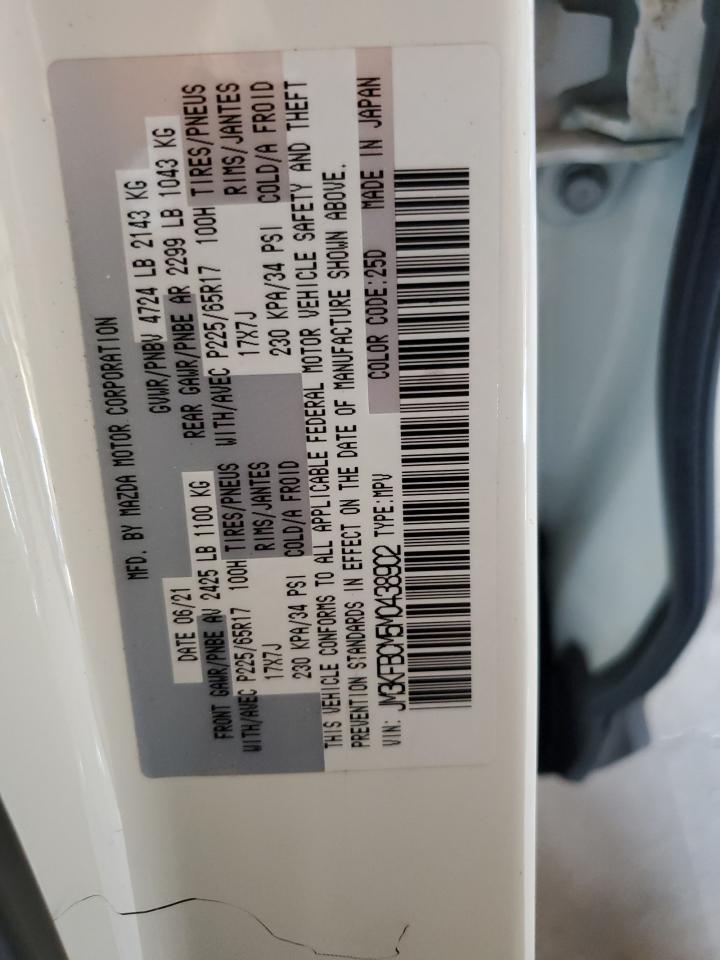 MFD. BY MAZDA MOTOR CORPORATION
DATE 06/21 GVWR/PNBV 4724 LB 2143 KG
FRONT GAWR/PNBE AV 2425 LB 1100 KG REAR GAWR/PNBE AR 2299 LB 1043 KG
WITH/AVEC P225/65R17 100H TIRES/PNEUS WITH/AVEC P225/65R17 100H TIRES/PNEUS
17X7J RIMS/JANTES 17X7J RIMS/JANTES
230 KPA/34 PSI COLD/A FROID 230 KPA/34 PSI COLD/A FROID
THIS VEHICLE CONFORMS TO ALL APPLICABLE FEDERAL MOTOR VEHICLE SAFETY AND THEFT
PREVENTION STANDARDS IN EFFECT ON THE DATE OF MANUFACTURE SHOWN ABOVE.
VIN: JM3KFBCM5M0438902 TYPE:MPV COLOR CODE:25D MADE IN JAPAN